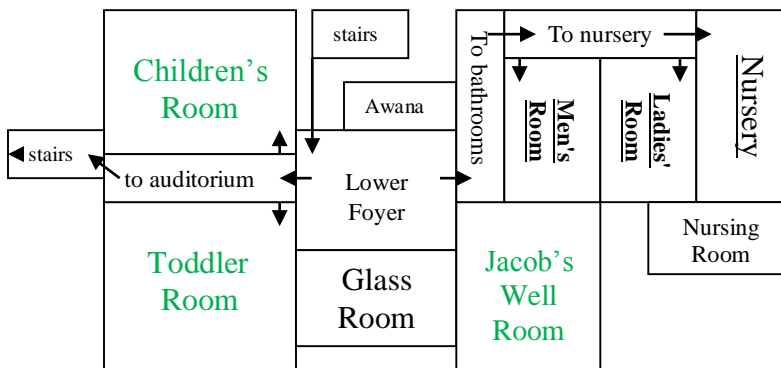 stairs
To nursery
To bathrooms
Children's
Room
Awana
Men's
Room
Ladies'
Room
Nursery
stairs
to auditorium
Lower
Foyer
Toddler
Room
Glass
Room
Jacob's
Well
Room
Nursing
Room